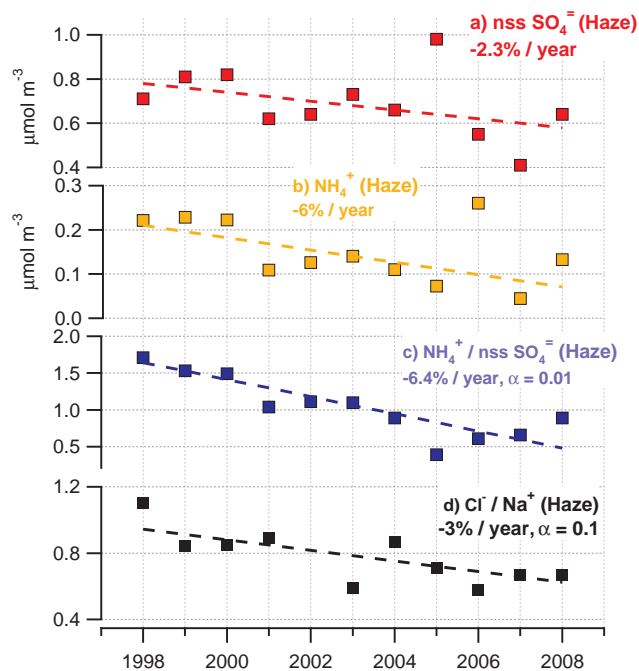 a) nss SO₄⁼ (Haze)
-2.3% / year
1.0
0.8
0.6
0.4
µmol m⁻³
b) NH₄⁺ (Haze)
-6% / year
0.3
0.2
0.1
0.0
µmol m⁻³
c) NH₄⁺ / nss SO₄⁼ (Haze)
-6.4% / year, α = 0.01
2.0
1.5
1.0
0.5
d) Cl⁻ / Na⁺ (Haze)
-3% / year, α = 0.1
1.2
0.8
0.4
1998 2000 2002 2004 2006 2008